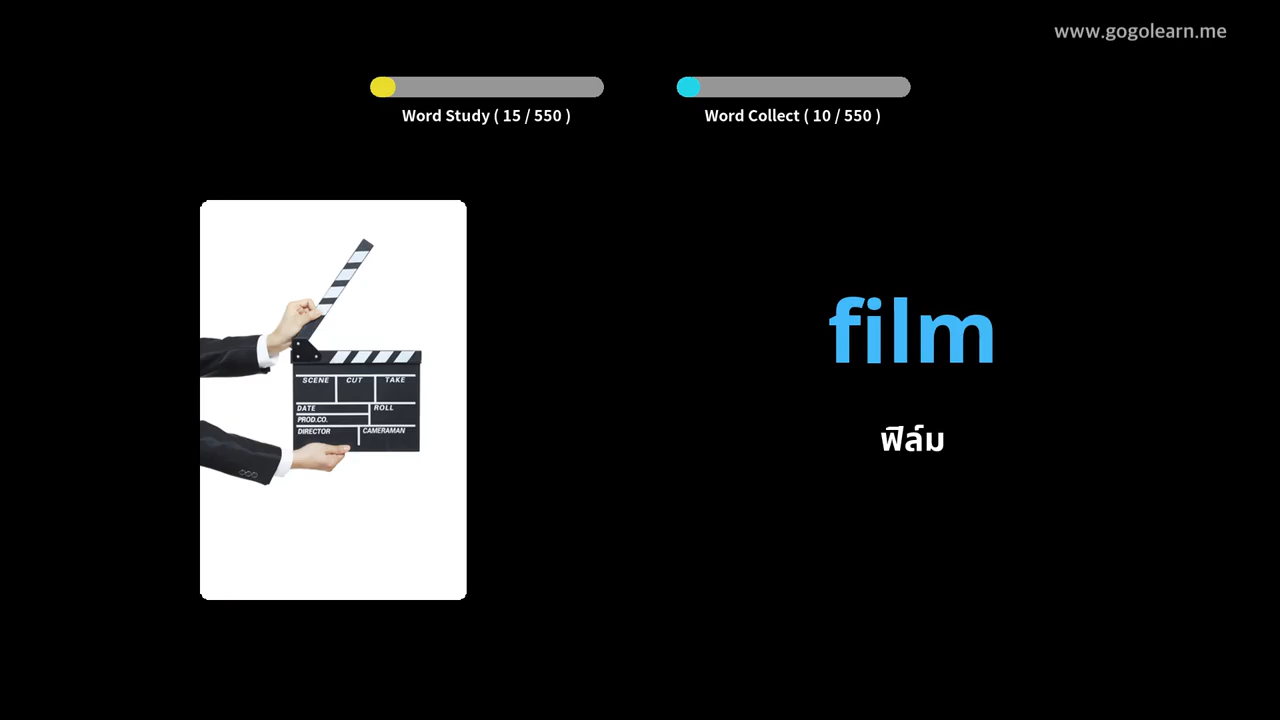 www.gogolearn.me
Word Study ( 15 / 550 )
Word Collect ( 10 / 550 )
SCENE CUT TAKE
DATE ROLL
PROD.CO.
DIRECTOR CAMERAMAN
film
ฟิล์ม